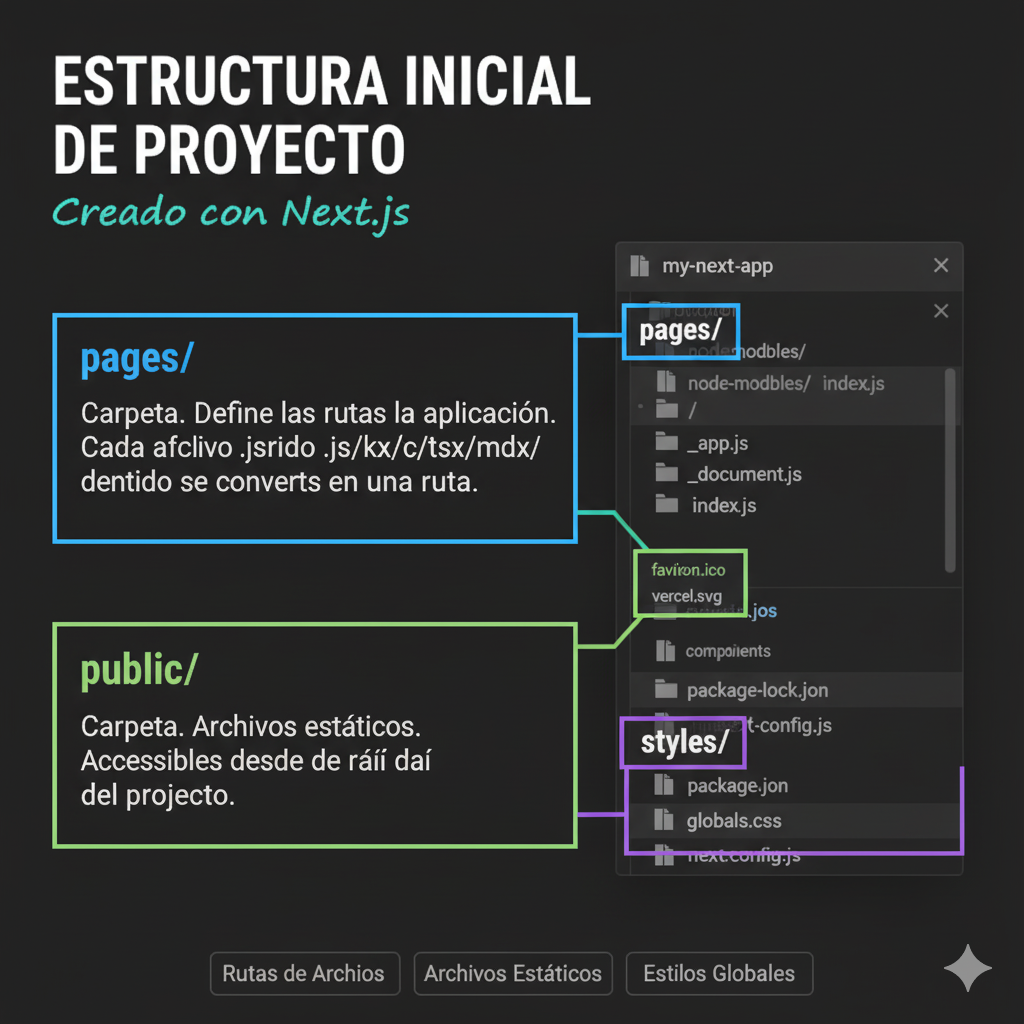 ESTRUCTURA INICIAL
DE PROYECTO
Creado con Next.js
pages/
Carpeta. Define las rutas la aplicación.
Cada afclivo .jsrido .js/kx/c/tsx/mdx/
dentido se converts en una ruta.
public/
Carpeta. Archivos estáticos.
Accessibles desde de ráíí daí
del projecto.
my-next-app
pages/
node-modbles/
node-modbles/ index.js
/
_app.js
_document.js
index.js
faviron.ico
vercel.svg
.jos
componients
package-lock.jon
t-config.js
styles/
package.jon
globals.css
next.config.js
Rutas de Archios
Archivos Estáticos
Estilos Globales